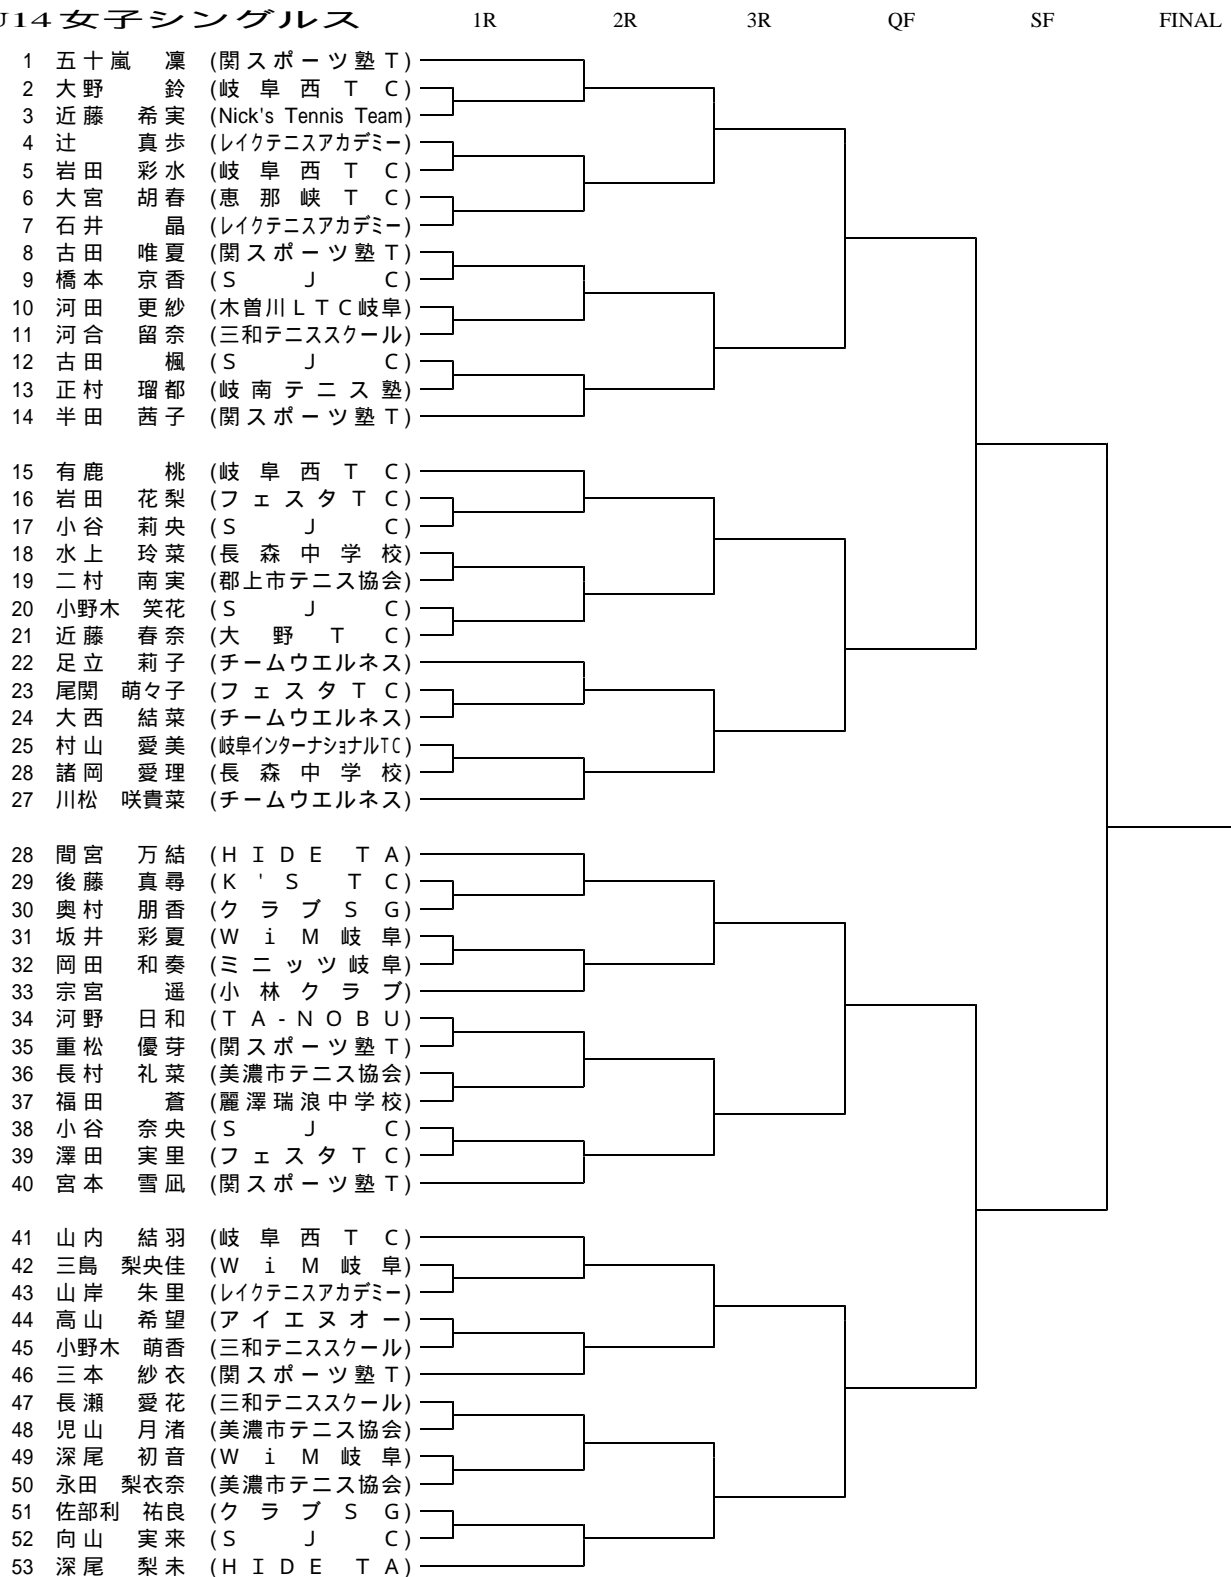 U14女子シングルス 1R 2R 3R QF SF FINAL
1 五十嵐 凜 (関スポーツ塾T)
2 大野 鈴 (岐阜西TC)
3 近藤 希実 (Nick's Tennis Team)
4 辻 真歩 (レイクテニスアカデミー)
5 岩田 彩水 (岐阜西TC)
6 大宮 胡春 (恵那峡TC)
7 石井 晶 (レイクテニスアカデミー)
8 古田 唯夏 (関スポーツ塾T)
9 橋本 京香 (SJC)
10 河田 更紗 (木曽川LTC岐阜)
11 河合 留奈 (三和テニススクール)
12 古田 楓 (SJC)
13 正村 瑠都 (岐南テニス塾)
14 半田 茜子 (関スポーツ塾T)
15 有鹿 桃 (岐阜西TC)
16 岩田 花梨 (フェスタTC)
17 小谷 莉央 (SJC)
18 水上 玲菜 (長森中学校)
19 二村 南実 (郡上市テニス協会)
20 小野木 笑花 (SJC)
21 近藤 春奈 (大野TC)
22 足立 莉子 (チームウエルネス)
23 尾関 萌々子 (フェスタTC)
24 大西 結菜 (チームウエルネス)
25 村山 愛美 (岐阜インターナショナルTC)
28 諸岡 愛理 (長森中学校)
27 川松 咲貴菜 (チームウエルネス)
28 間宮 万結 (HIDE TA)
29 後藤 真尋 (K'S TC)
30 奥村 朋香 (クラブSG)
31 坂井 彩夏 (WiM岐阜)
32 岡田 和奏 (ミニッツ岐阜)
33 宗宮 遥 (小林クラブ)
34 河野 日和 (TA-NOBU)
35 重松 優芽 (関スポーツ塾T)
36 長村 礼菜 (美濃市テニス協会)
37 福田 蒼 (麗澤瑞浪中学校)
38 小谷 奈央 (SJC)
39 澤田 実里 (フェスタTC)
40 宮本 雪凪 (関スポーツ塾T)
41 山内 結羽 (岐阜西TC)
42 三島 梨央佳 (WiM岐阜)
43 山岸 朱里 (レイクテニスアカデミー)
44 高山 希望 (アイエヌオー)
45 小野木 萌香 (三和テニススクール)
46 三本 紗衣 (関スポーツ塾T)
47 長瀬 愛花 (三和テニススクール)
48 児山 月渚 (美濃市テニス協会)
49 深尾 初音 (WiM岐阜)
50 永田 梨衣奈 (美濃市テニス協会)
51 佐部利 祐良 (クラブSG)
52 向山 実来 (SJC)
53 深尾 梨未 (HIDE TA)